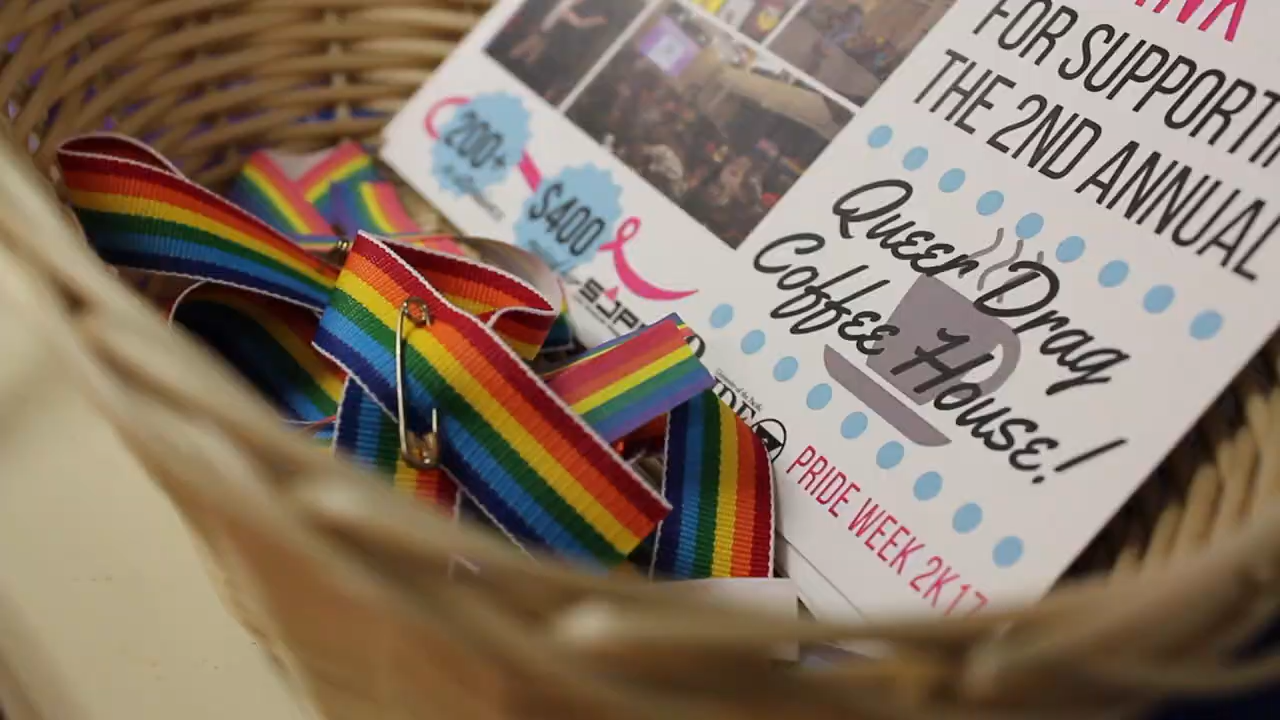 FOR SUPPORTI
THE 2ND ANNUAL
Queer Drag
Coffee House!
PRIDE WEEK 2K17
200+
$400